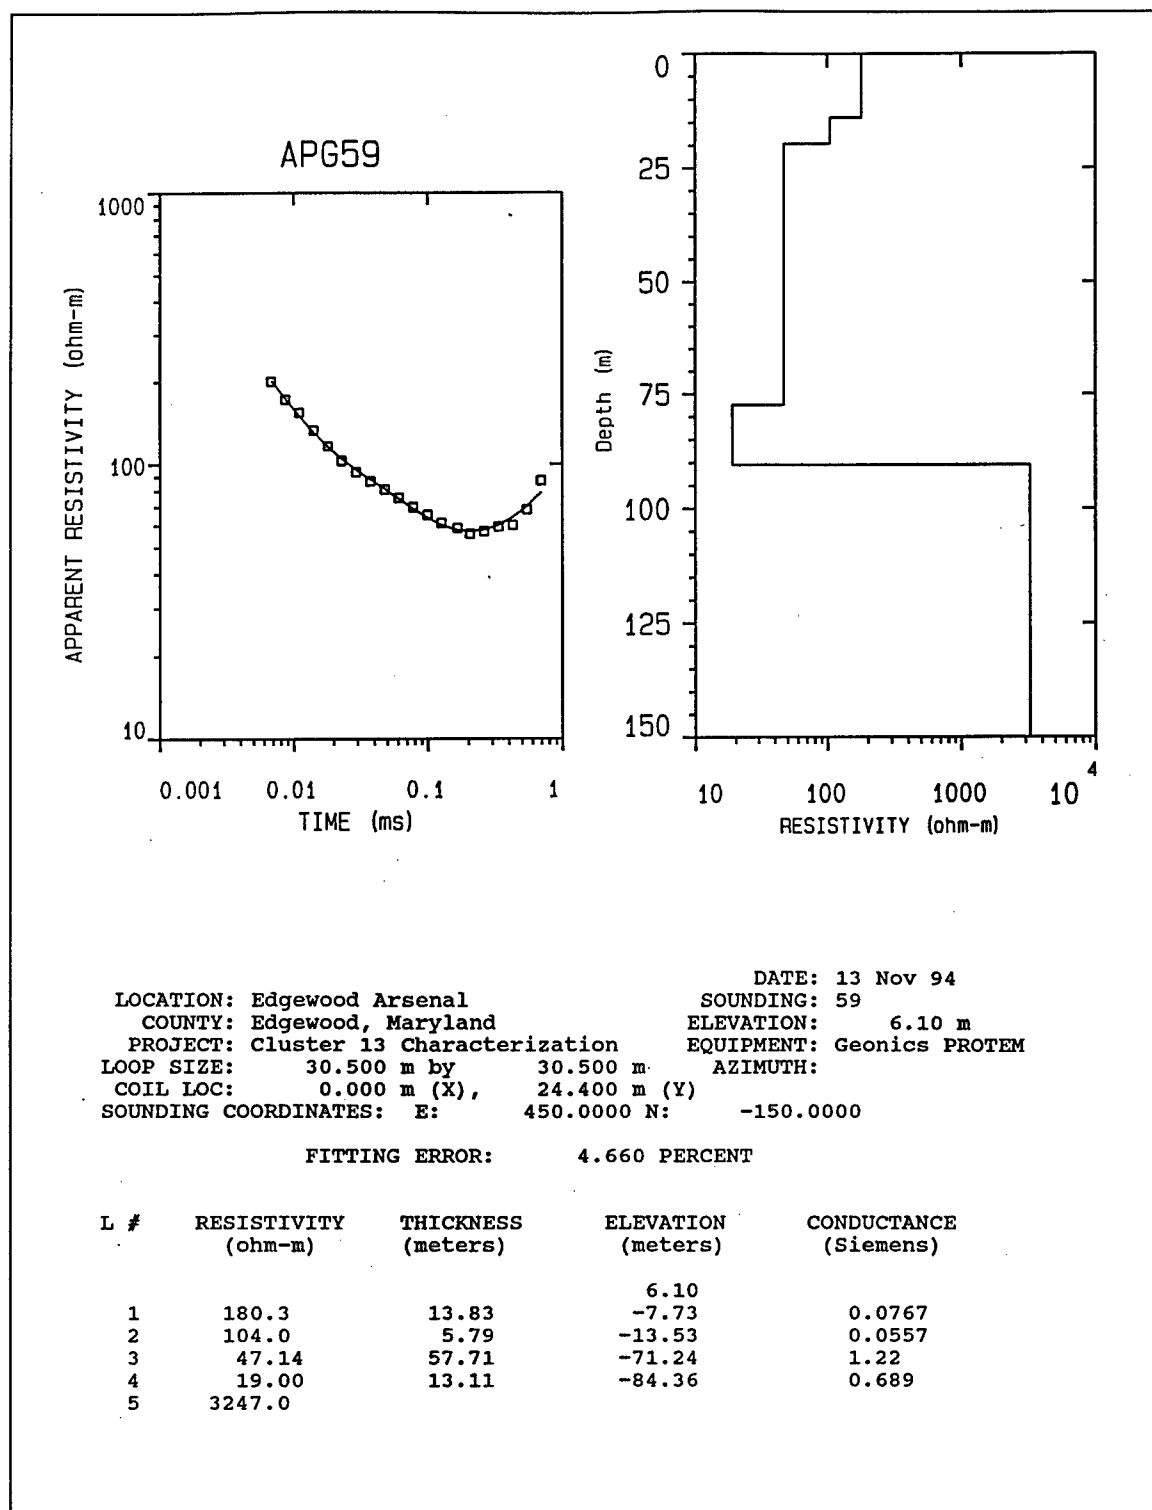 APG59
1000
100
10
APPARENT RESISTIVITY (ohm-m)
0.001 0.01 0.1 1
TIME (ms)
0
25
50
75
100
125
150
Depth (m)
10 100 1000 10 4
RESISTIVITY (ohm-m)
DATE: 13 Nov 94
LOCATION: Edgewood Arsenal SOUNDING: 59
COUNTY: Edgewood, Maryland ELEVATION: 6.10 m
PROJECT: Cluster 13 Characterization EQUIPMENT: Geonics PROTEM
LOOP SIZE: 30.500 m by 30.500 m AZIMUTH:
COIL LOC: 0.000 m (X), 24.400 m (Y)
SOUNDING COORDINATES: E: 450.0000 N: -150.0000
FITTING ERROR: 4.660 PERCENT
L # RESISTIVITY THICKNESS ELEVATION CONDUCTANCE
(ohm-m) (meters) (meters) (Siemens)
6.10
1 180.3 13.83 -7.73 0.0767
2 104.0 5.79 -13.53 0.0557
3 47.14 57.71 -71.24 1.22
4 19.00 13.11 -84.36 0.689
5 3247.0